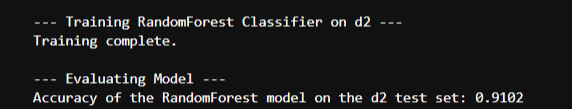 --- Training RandomForest Classifier on d2 ---
Training complete.
--- Evaluating Model ---
Accuracy of the RandomForest model on the d2 test set: 0.9102